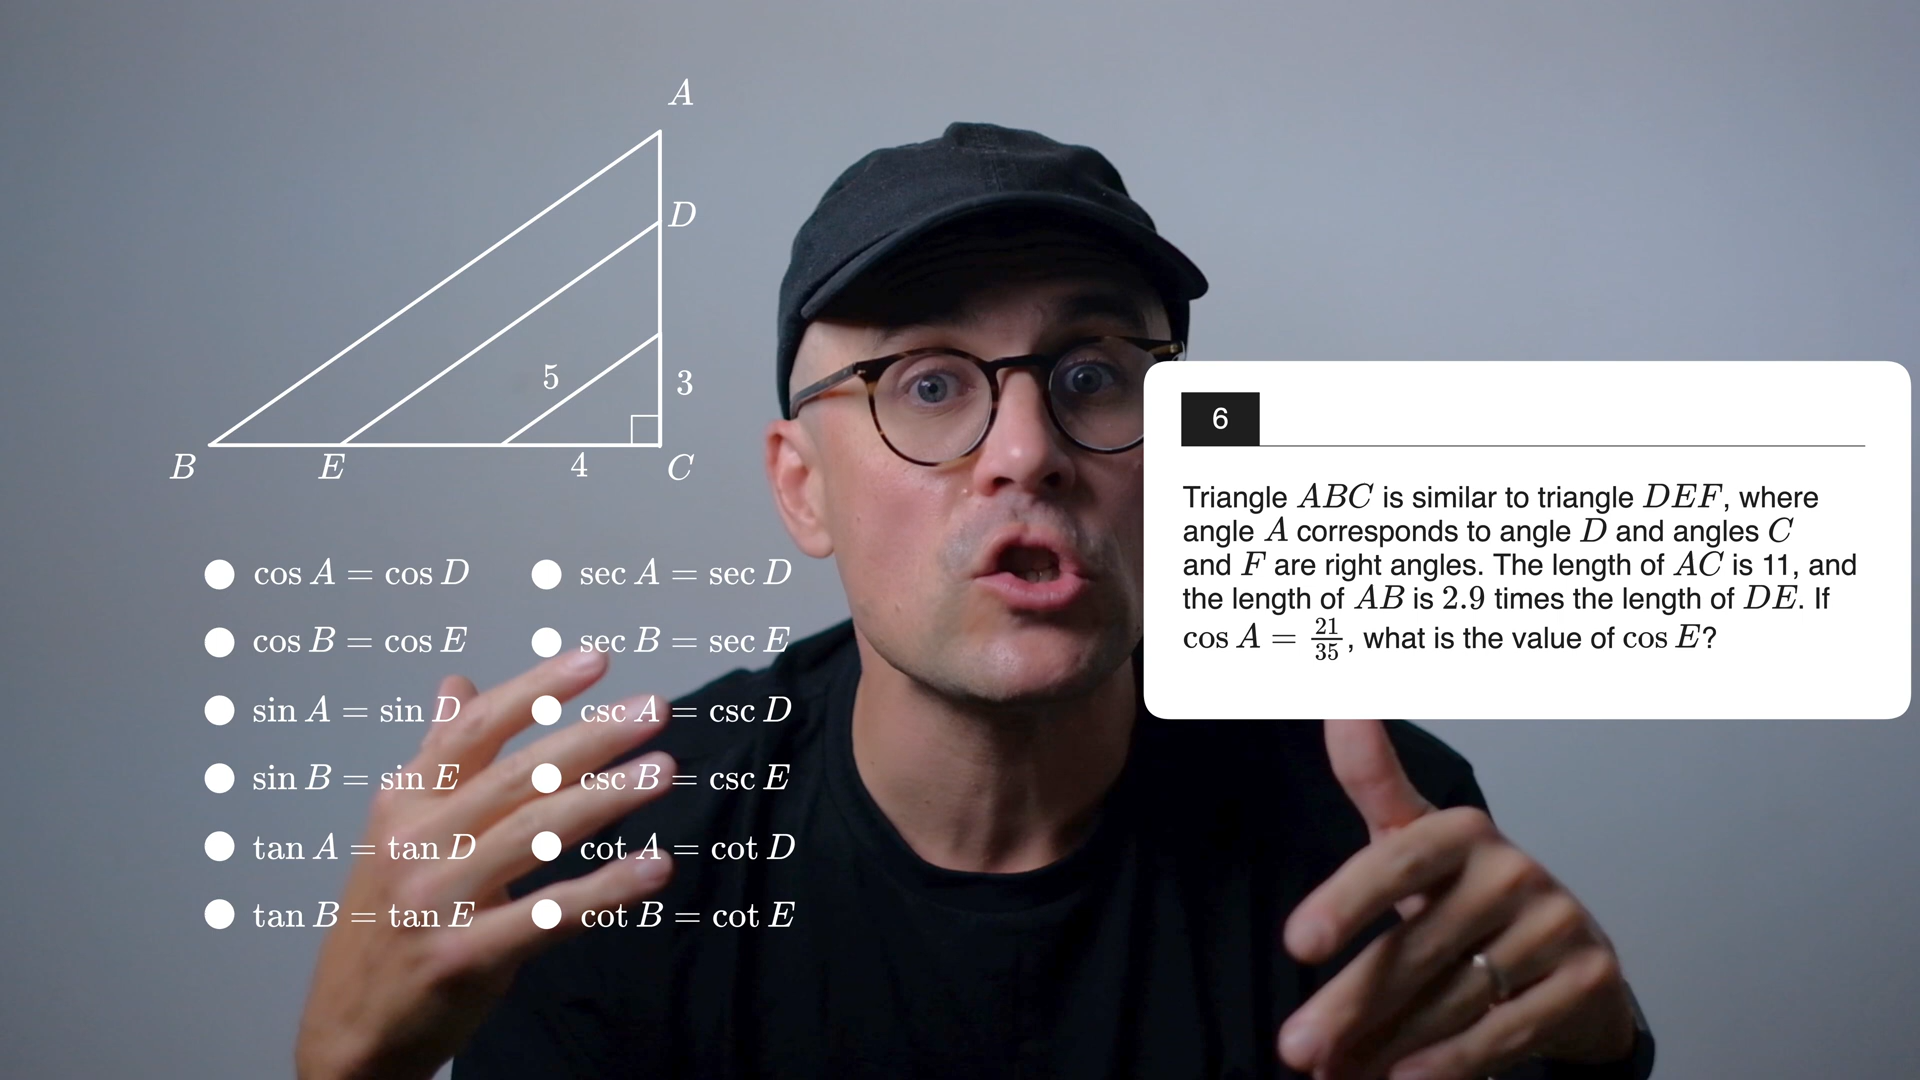 A
D
5
3
B
E
4
C
cos A = cos D
cos B = cos E
sin A = sin D
sin B = sin E
tan A = tan D
tan B = tan E
sec A = sec D
sec B = sec E
csc A = csc D
csc B = csc E
cot A = cot D
cot B = cot E
6
Triangle ABC is similar to triangle DEF, where
angle A corresponds to angle D and angles C
and F are right angles. The length of AC is 11, and
the length of AB is 2.9 times the length of DE. If
cos A = 21/35, what is the value of cos E?